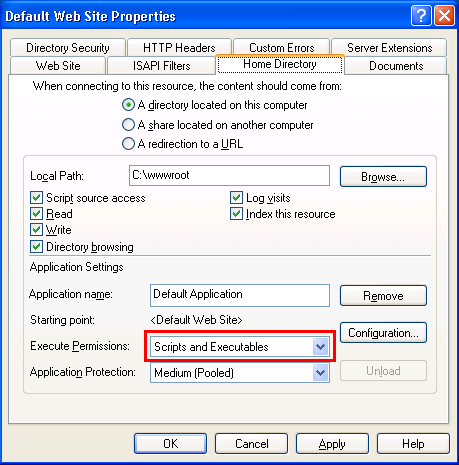 Default Web Site Properties
Directory Security HTTP Headers Custom Errors Server Extensions
Web Site ISAPI Filters Home Directory Documents
When connecting to this resource, the content should come from:
A directory located on this computer
A share located on another computer
A redirection to a URL
Local Path: C:\wwwroot Browse...
Script source access Log visits
Read Index this resource
Write
Directory browsing
Application Settings
Application name: Default Application Remove
Starting point: <Default Web Site>
Configuration...
Execute Permissions: Scripts and Executables
Application Protection: Medium (Pooled) Unload
OK Cancel Apply Help